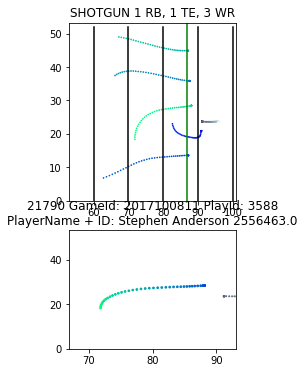 SHOTGUN 1 RB, 1 TE, 3 WR
50
40
30
20
10
0
60 70 80 90 100
21790 GameId: 2017100811 PlayId: 3588
PlayerName + ID: Stephen Anderson 2556463.0
40
20
0
70 80 90